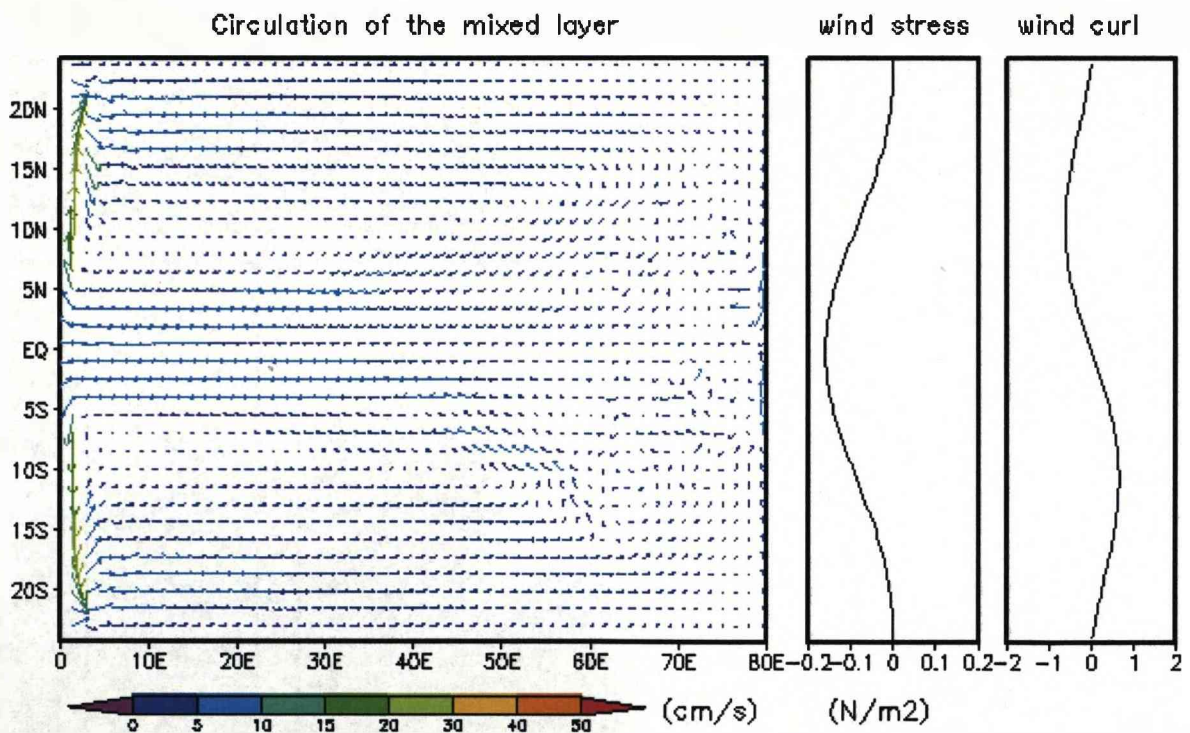 Circulation of the mixed layer wind stress wind curl
20N
15N
10N
5N
EQ
5S
10S
15S
20S
0 10E 20E 30E 40E 50E 60E 70E 80E -0.2 -0.1 0 0.1 0.2 -2 -1 0 1 2
0 5 10 15 20 30 40 50 (cm/s) (N/m2)